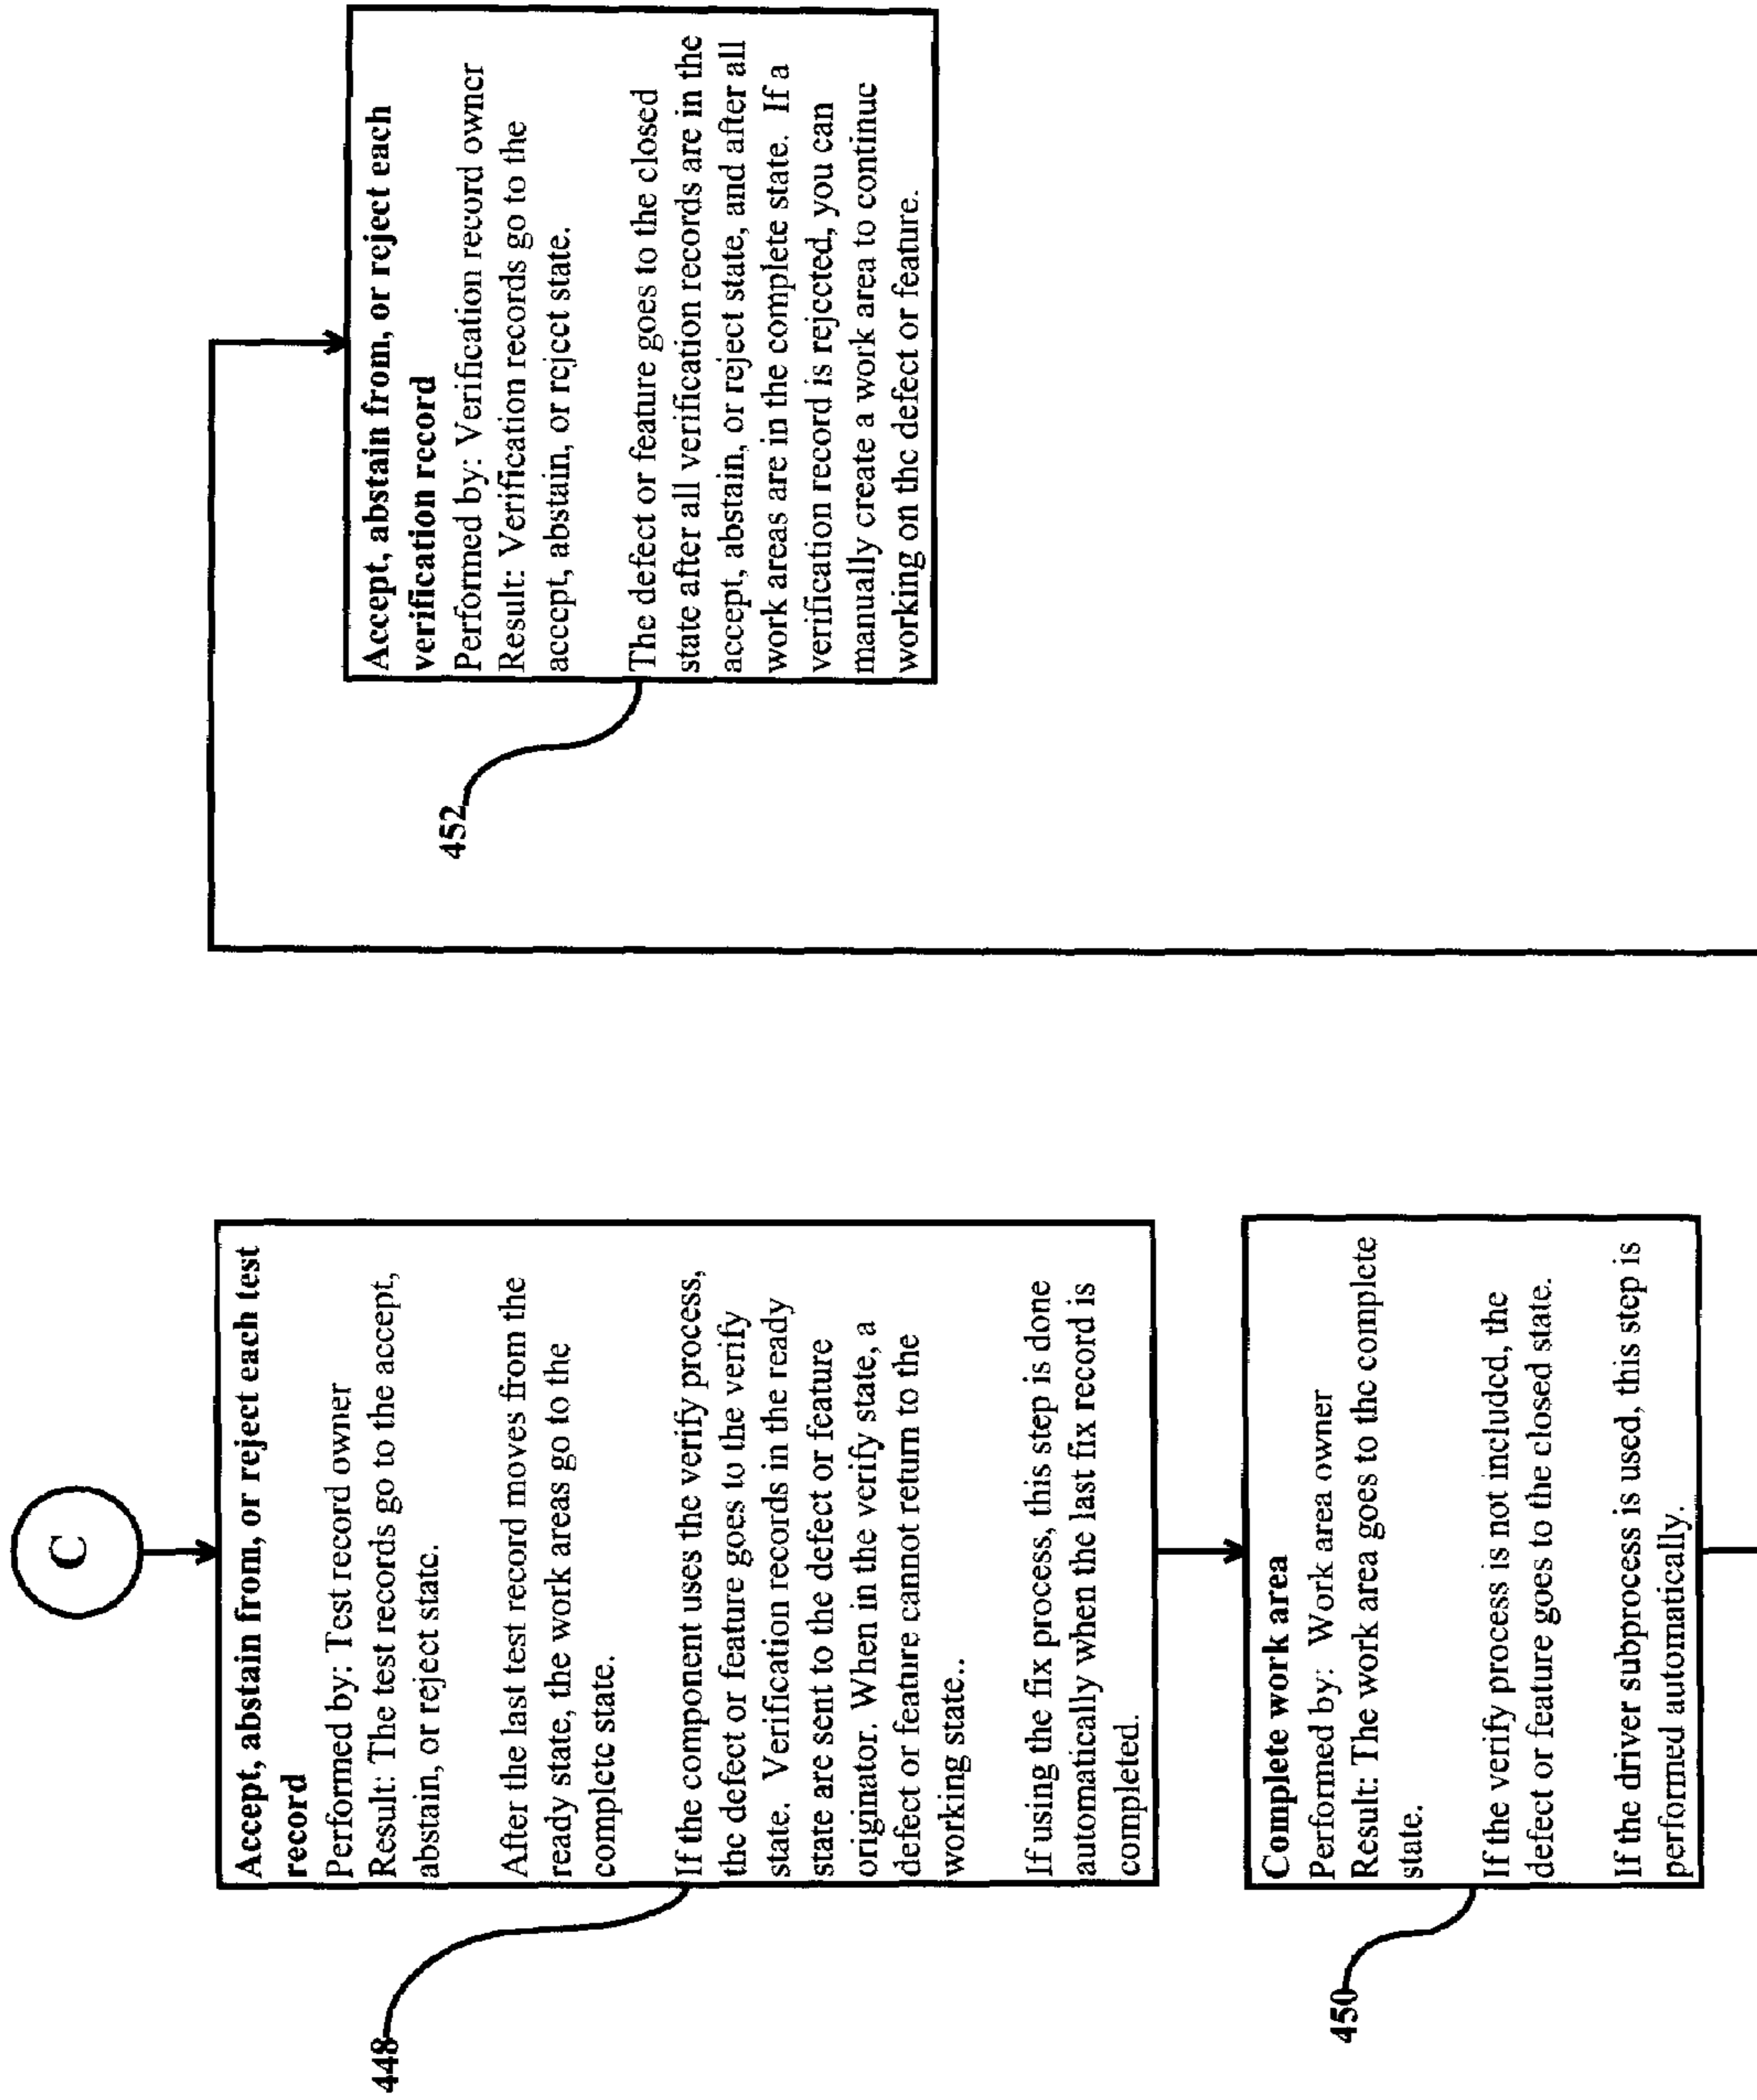 C
Accept, abstain from, or reject each test
record
Performed by: Test record owner
Result: The test records go to the accept,
abstain, or reject state.
After the last test record moves from the
ready state, the work areas go to the
complete state.
If the component uses the verify process,
the defect or feature goes to the verify
state. Verification records in the ready
state are sent to the defect or feature
originator. When in the verify state, a
defect or feature cannot return to the
working state..
If using the fix process, this step is done
automatically when the last fix record is
completed.
448
Complete work area
Performed by: Work area owner
Result: The work area goes to the complete
state.
If the verify process is not included, the
defect or feature goes to the closed state.
If the driver subprocess is used, this step is
performed automatically.
450
Accept, abstain from, or reject each
verification record
Performed by: Verification record owner
Result: Verification records go to the
accept, abstain, or reject state.
The defect or feature goes to the closed
state after all verification records are in the
accept, abstain, or reject state, and after all
work areas are in the complete state. If a
verification record is rejected, you can
manually create a work area to continue
working on the defect or feature.
452